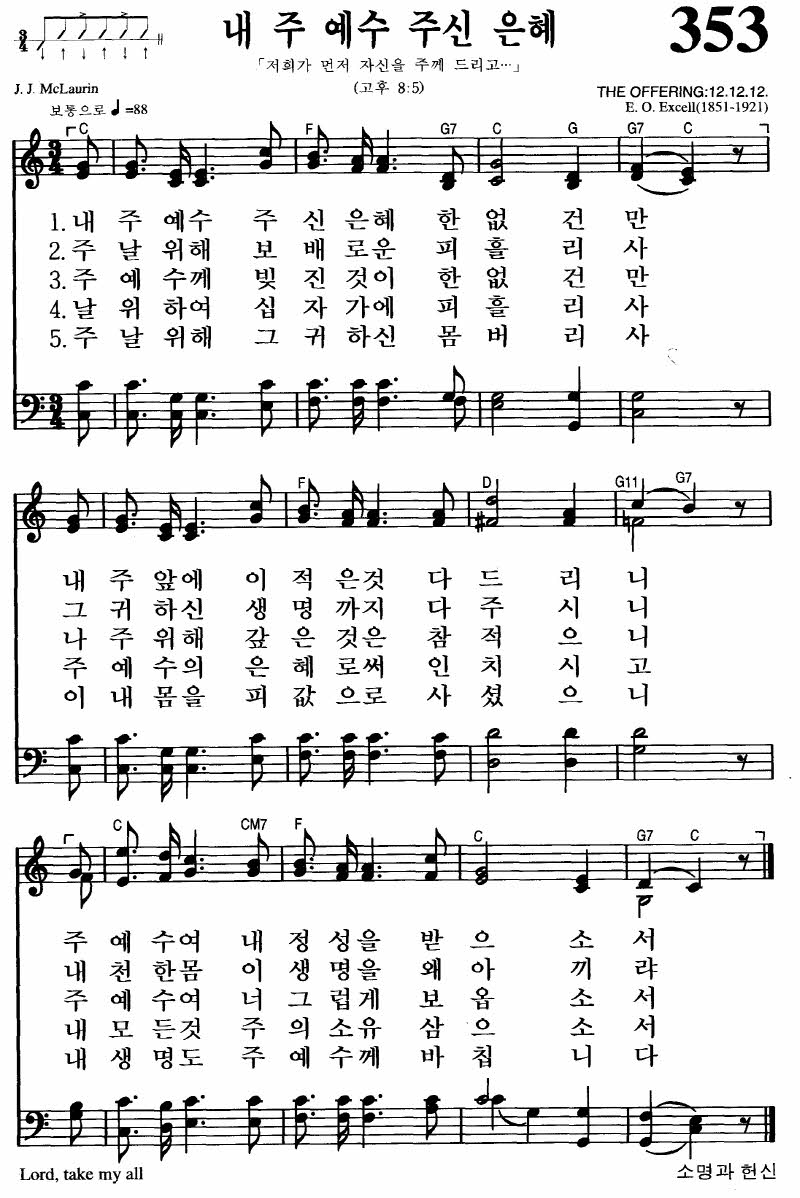 내 주 예수 주신 은혜
353
「저희가 먼저 자신을 주께 드리고…」
J. J. McLaurin
(고후 8:5)
THE OFFERING:12.12.12.
보통으로 ♩=88
E. O. Excell(1851-1921)
C F G7 C G G7 C
3/4
1. 내 주 예수 주 신 은혜 한 없 건 만
2. 주 날 위해 보 배 로운 피 흘 리 사
3. 주 예 수께 빚 진 것이 한 없 건 만
4. 날 위 하여 십 자 가에 피 흘 리 사
5. 주 날 위해 그 귀 하신 몸 버 리 사
F D G11 G7
내 주 앞에 이 적 은것 다 드 리 니
그 귀 하신 생 명 까지 다 주 시 니
나 주 위해 갚 은 것은 참 적 으 니
주 예 수의 은 혜 로써 인 치 시 고
이 내 몸을 피 값 으로 사 셨 으 니
C CM7 F C G7 C
주 예 수여 내 정 성을 받 으 소 서
내 천 한몸 이 생 명을 왜 아 끼 랴
주 예 수여 너 그 럽게 보 옵 소 서
내 모 든것 주 의 소유 삼 으 소 서
내 생 명도 주 예 수께 바 칩 니 다
Lord, take my all
소명과 헌신